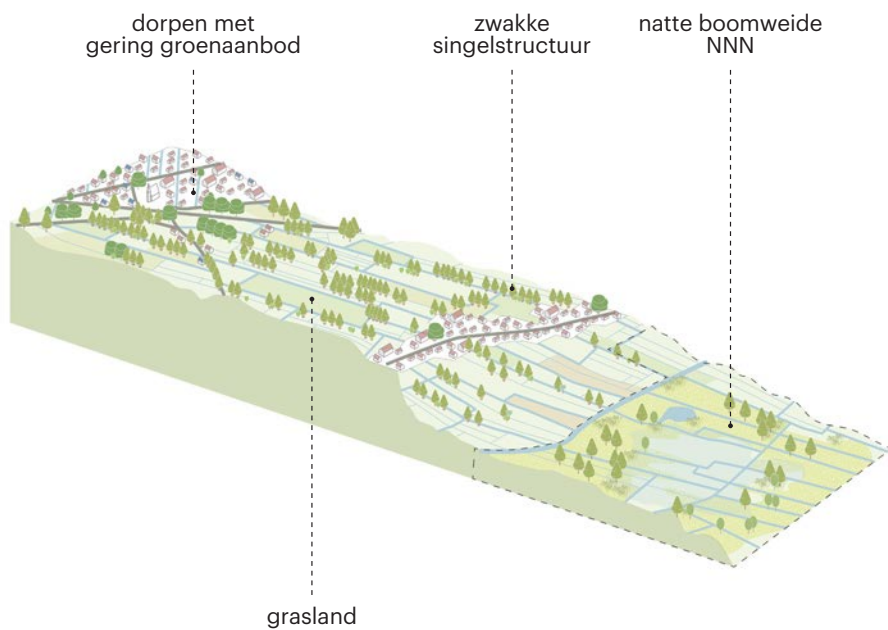 dorpen met
gering groenaanbod
zwakke
singelstructuur
natte boomweide
NNN
grasland